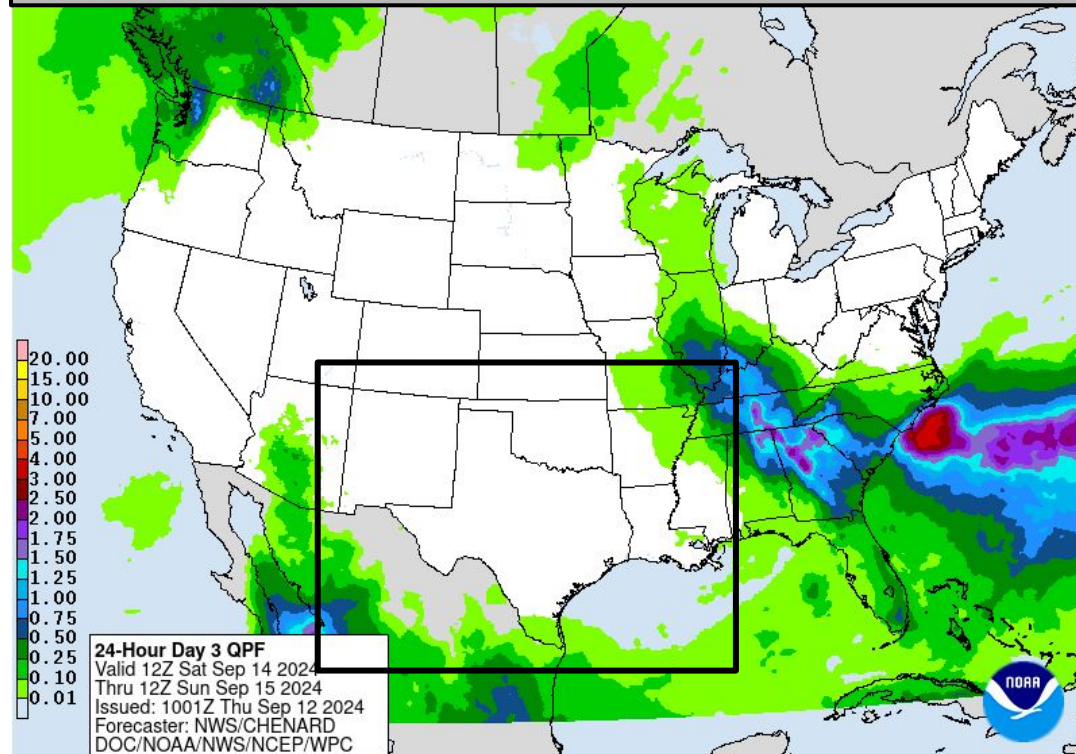 20.00
15.00
10.00
7.00
5.00
4.00
3.00
2.50
2.00
1.75
1.50
1.25
1.00
0.75
0.50
0.25
0.10
0.01
24-Hour Day 3 QPF
Valid 12Z Sat Sep 14 2024
Thru 12Z Sun Sep 15 2024
Issued: 1001Z Thu Sep 12 2024
Forecaster: NWS/CHENARD
DOC/NOAA/NWS/NCEP/WPC
NOAA